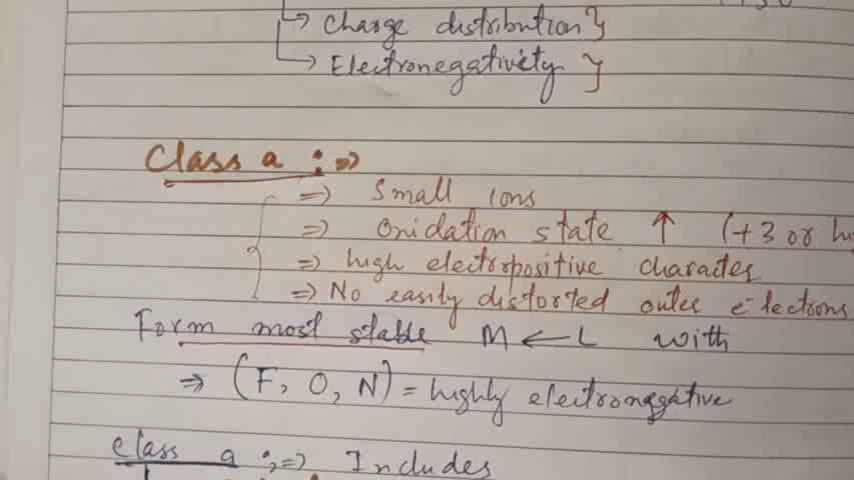 ↳ Charge distribution}
↳ Electronegativity }
Class a :⇒
⇒ Small ions
⇒ Oxidation state ↑ (+3 or
⇒ high electropositive character
⇒ No easily distorted outer e⁻lectrons
Form most stable M ← L with
⇒ (F, O, N) = highly electronegative
class a :⇒ Includes